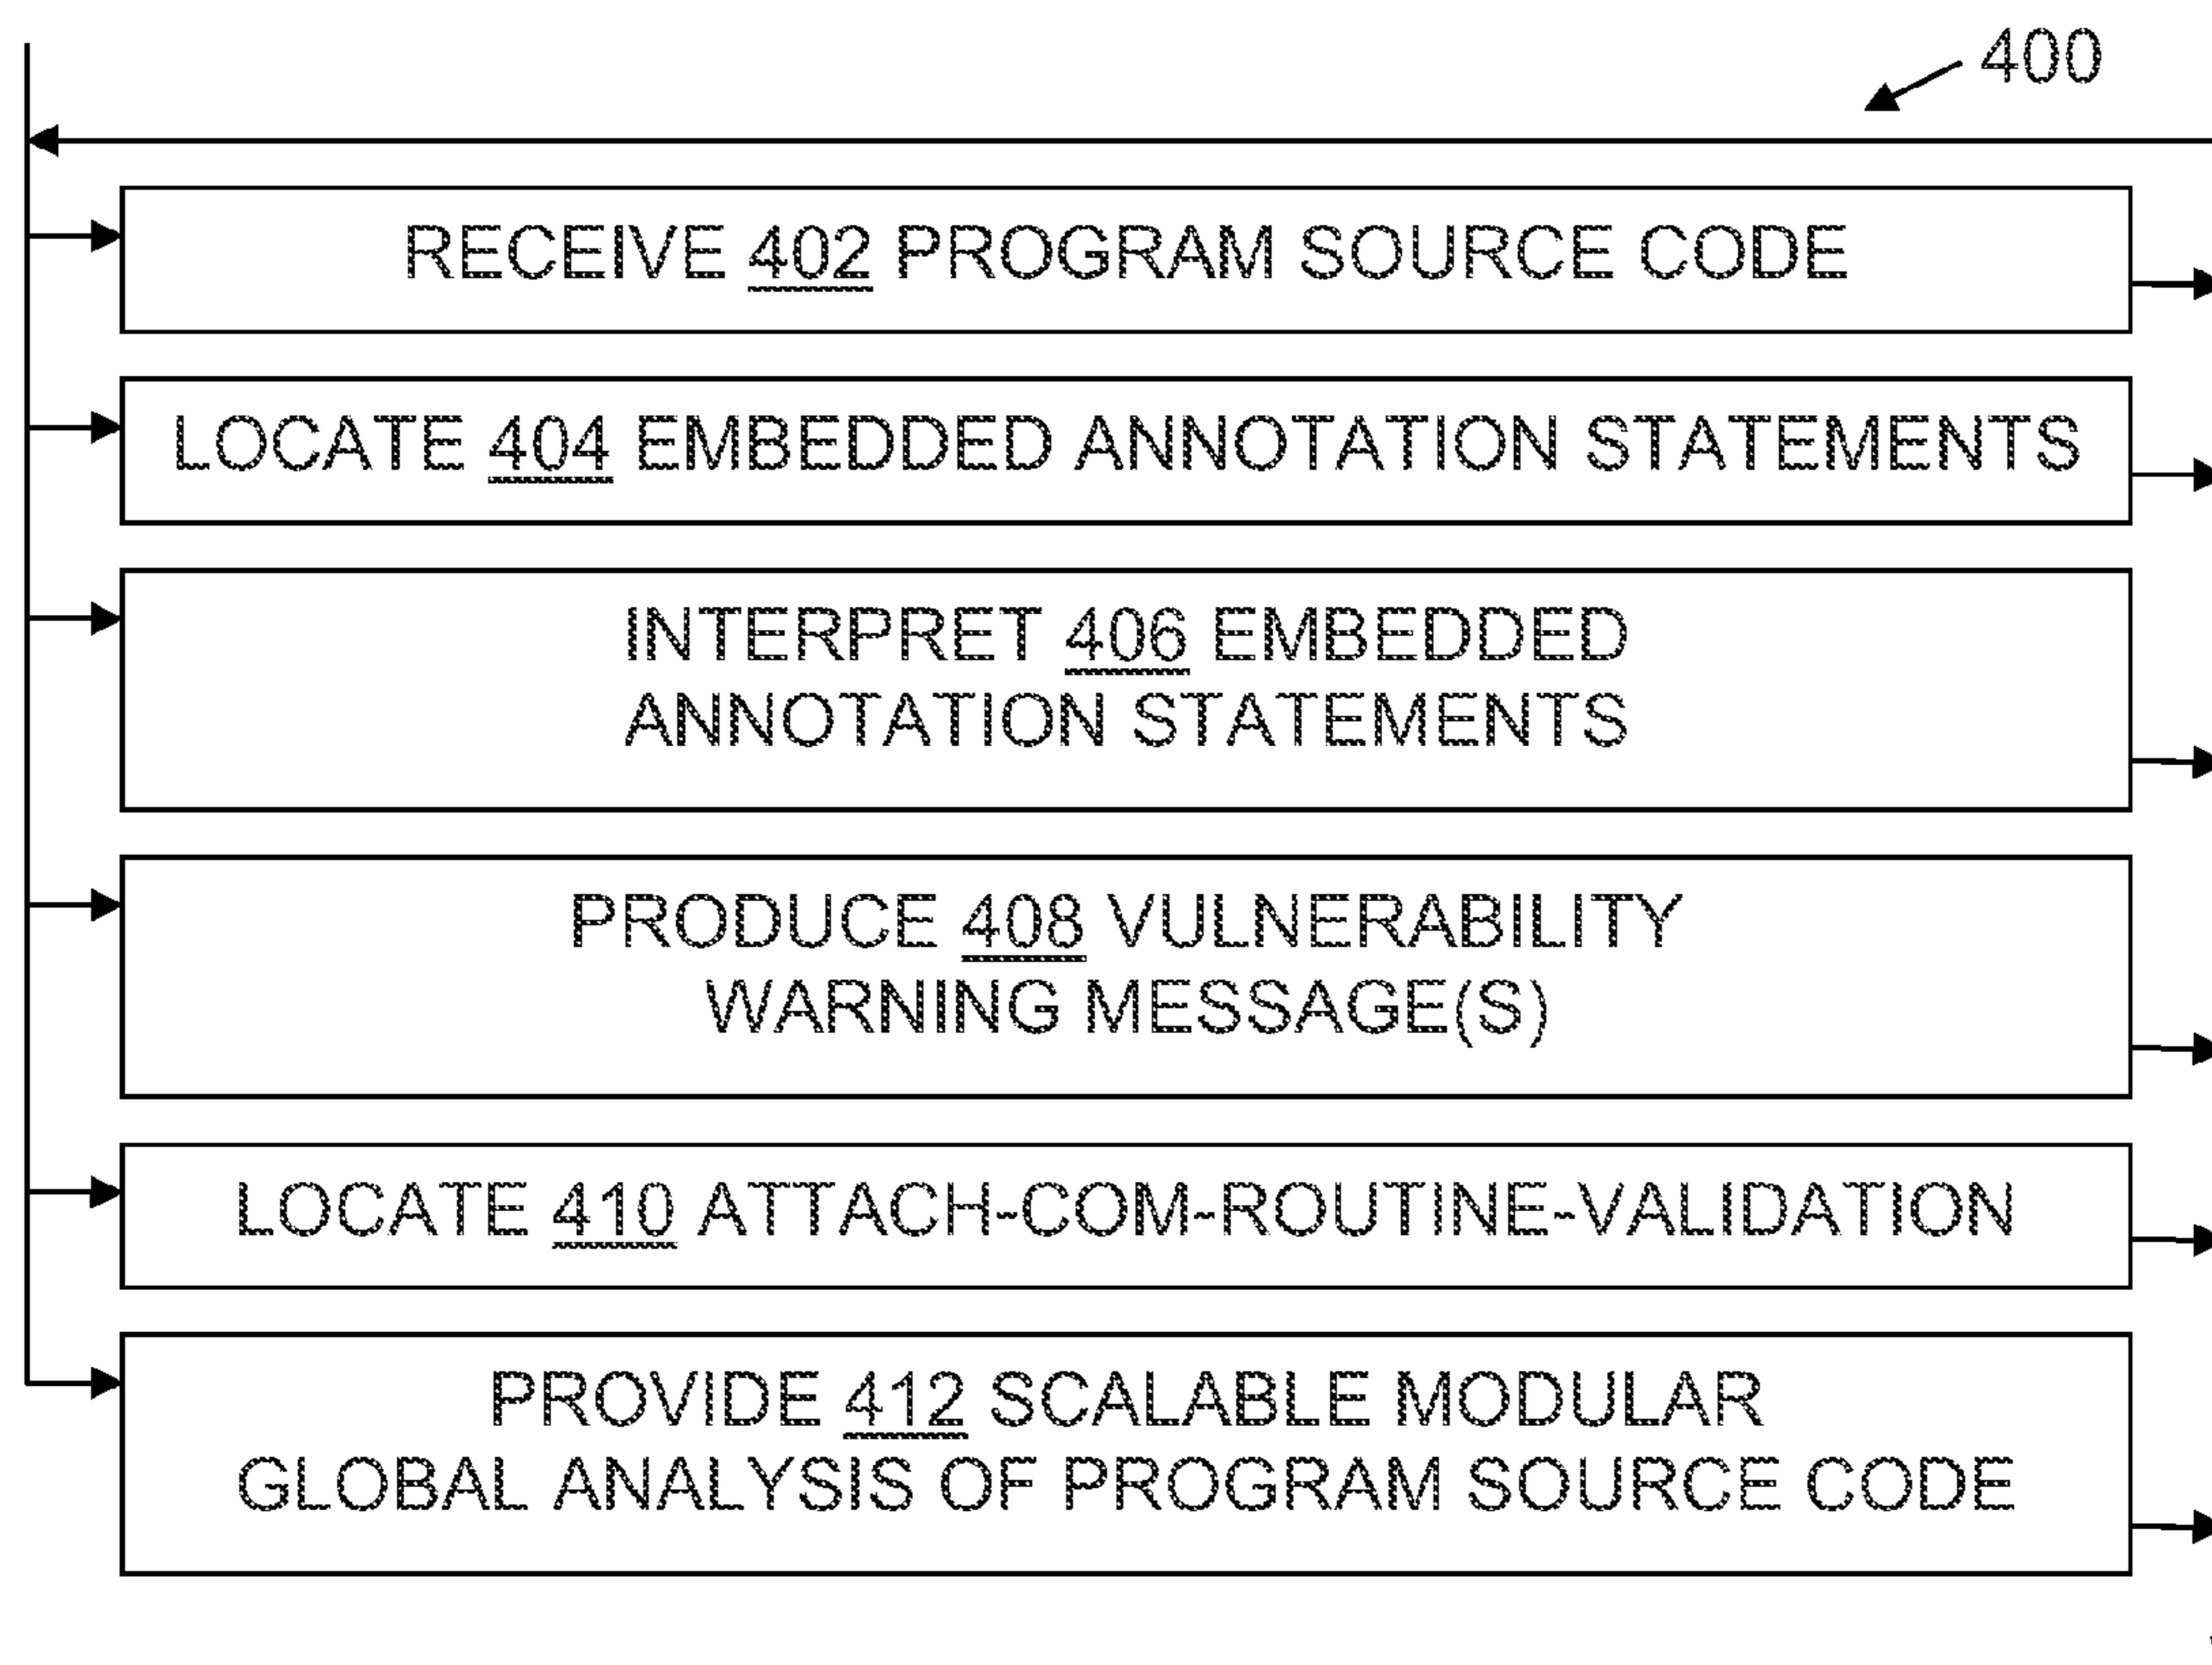 400
RECEIVE 402 PROGRAM SOURCE CODE
LOCATE 404 EMBEDDED ANNOTATION STATEMENTS
INTERPRET 406 EMBEDDED
ANNOTATION STATEMENTS
PRODUCE 408 VULNERABILITY
WARNING MESSAGE(S)
LOCATE 410 ATTACH-COM-ROUTINE-VALIDATION
PROVIDE 412 SCALABLE MODULAR
GLOBAL ANALYSIS OF PROGRAM SOURCE CODE